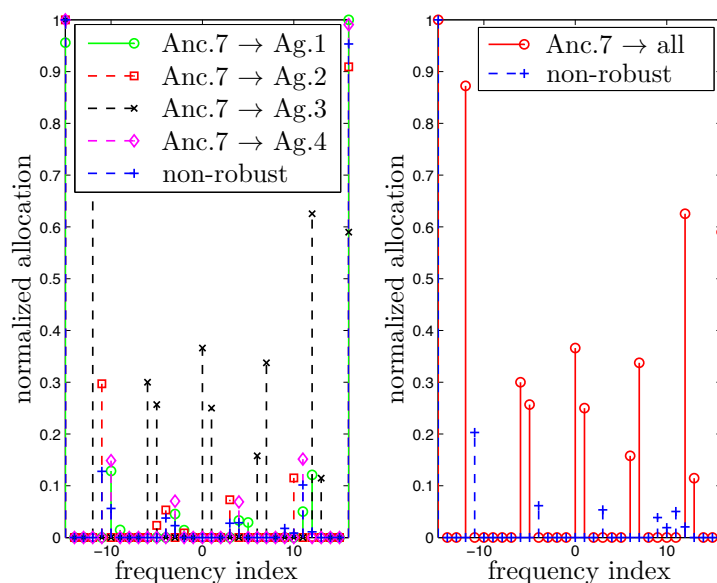 1
0.9
0.8
0.7
0.6
0.5
0.4
0.3
0.2
0.1
0
normalized allocation
−10
0
10
frequency index
Anc.7 → Ag.1
Anc.7 → Ag.2
Anc.7 → Ag.3
Anc.7 → Ag.4
non-robust
1
0.9
0.8
0.7
0.6
0.5
0.4
0.3
0.2
0.1
0
normalized allocation
−10
0
10
frequency index
Anc.7 → all
non-robust